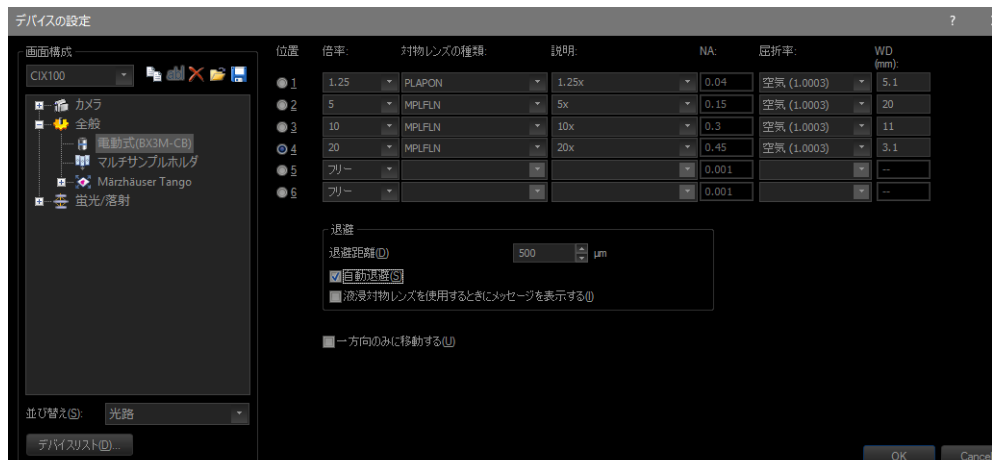 デバイスの設定 ?
画面構成 位置 倍率: 対物レンズの種類: 説明: NA: 屈折率: WD (mm):
CIX100
1 1.25 PLAPON 1.25x 0.04 空気 (1.0003) 5.1
カメラ 2 5 MPLFLN 5x 0.15 空気 (1.0003) 20
全般 3 10 MPLFLN 10x 0.3 空気 (1.0003) 11
電動式(BX3M-CB) 4 20 MPLFLN 20x 0.45 空気 (1.0003) 3.1
マルチサンプルホルダ 5 フリー 0.001 --
Märzhäuser Tango 6 フリー 0.001 --
蛍光/落射
退避
退避距離(D) 500 µm
自動退避(S)
液浸対物レンズを使用するときにメッセージを表示する(I)
一方向のみに移動する(U)
並び替え(S): 光路
デバイスリスト(D)...
OK Cancel